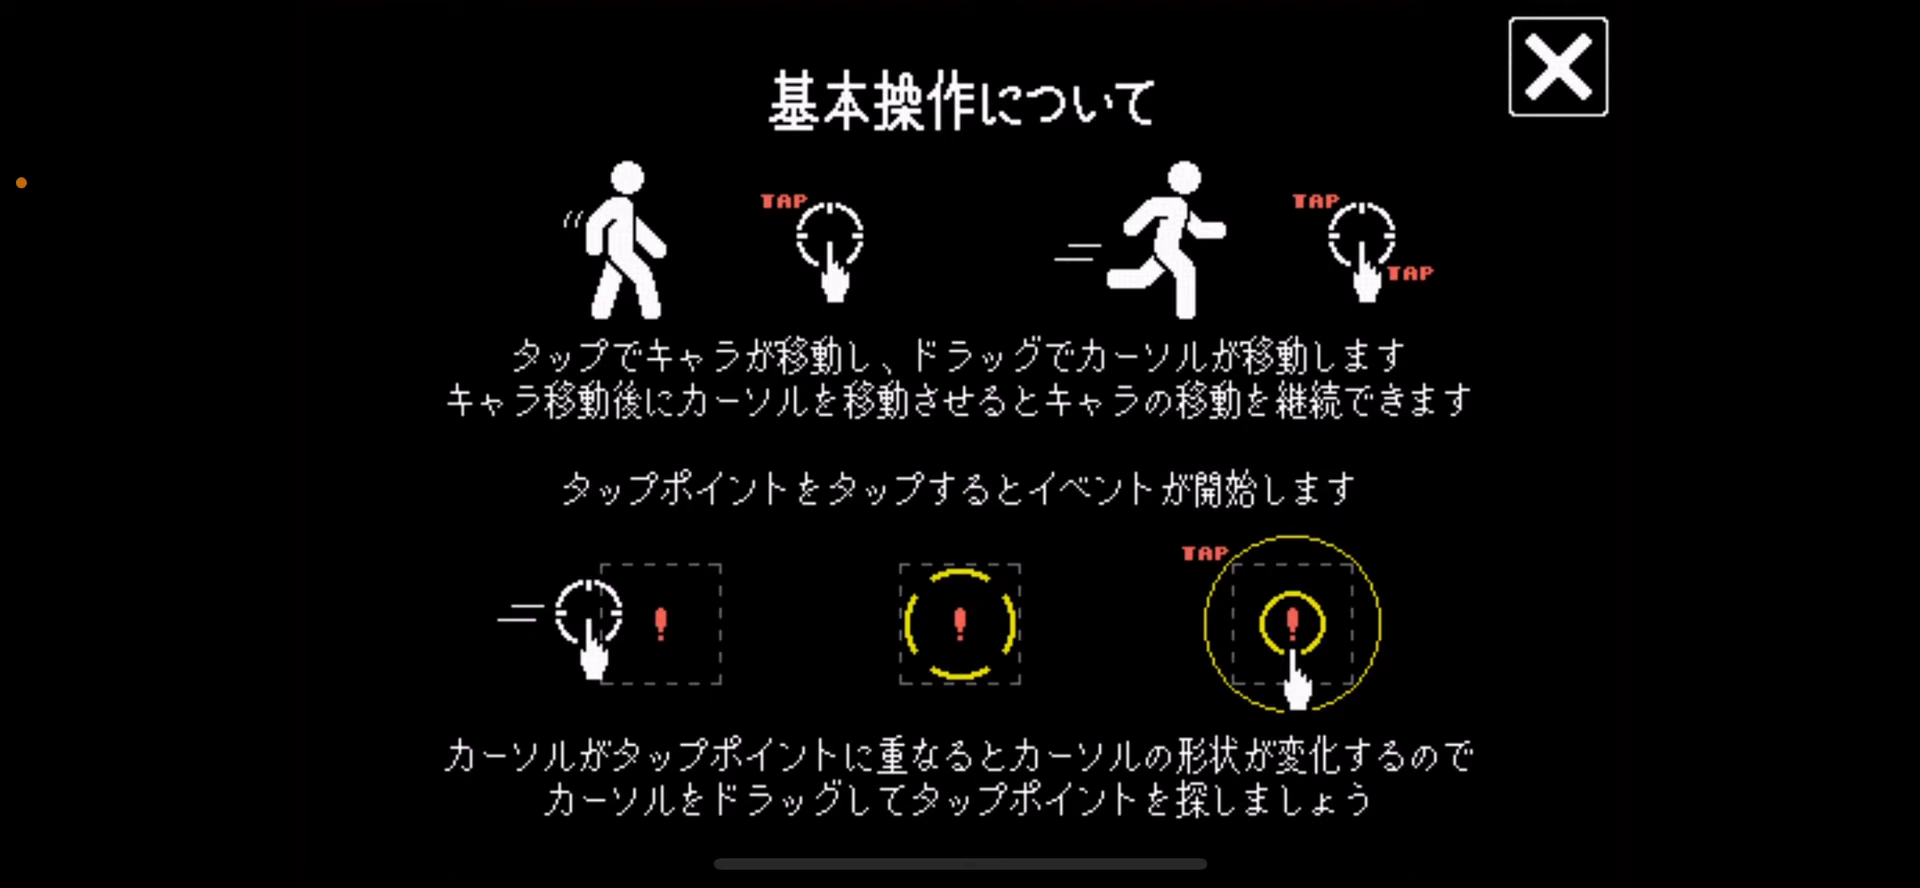 基本操作について
TAP
TAP
TAP
タップでキャラが移動し、ドラッグでカーソルが移動します
キャラ移動後にカーソルを移動させるとキャラの移動を継続できます
タップポイントをタップするとイベントが開始します
!
!
TAP
!
カーソルがタップポイントに重なるとカーソルの形状が変化するので
カーソルをドラッグしてタップポイントを探しましょう